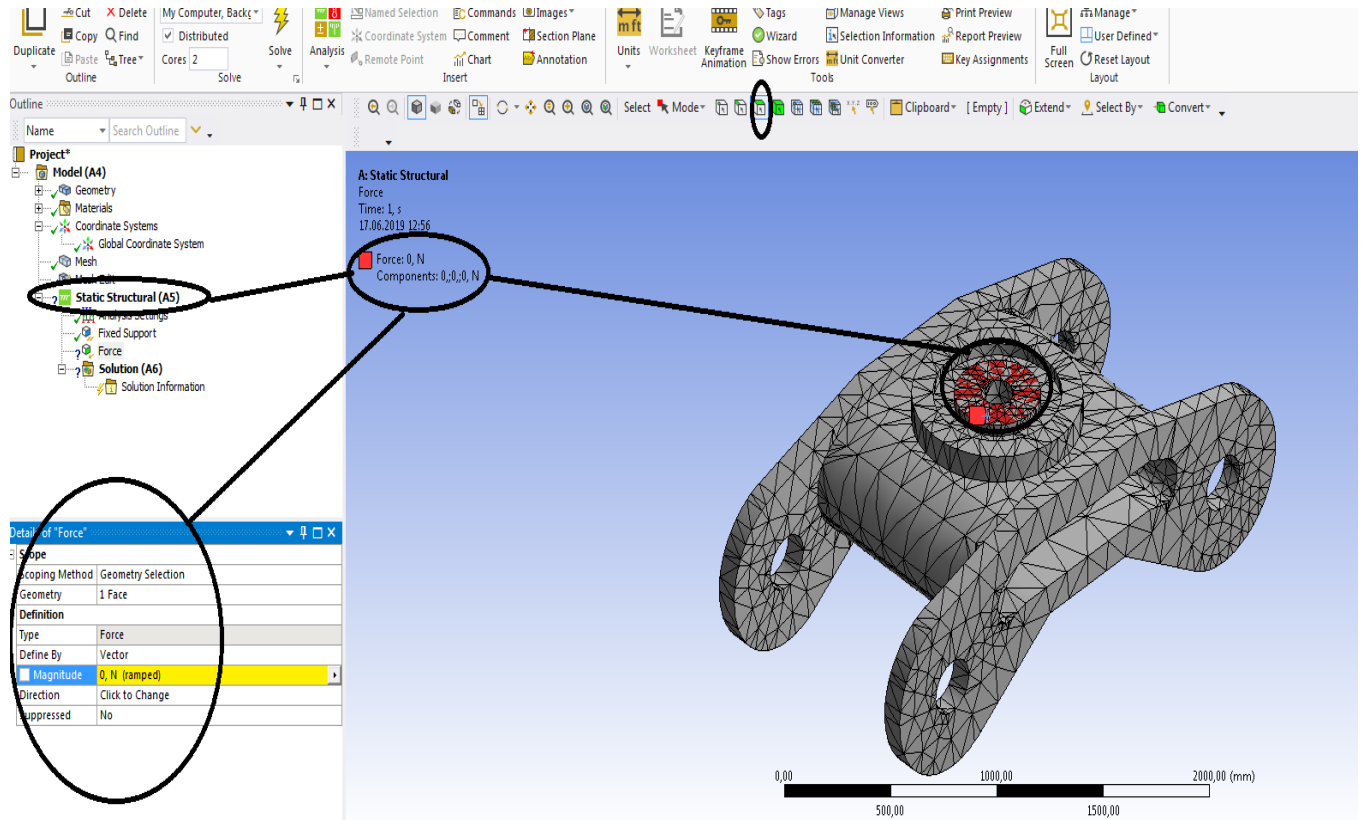 Cut Delete My Computer, Backg Named Selection Commands Images Tags Manage Views Print Preview Manage
Copy Find Distributed Coordinate System Comment Section Plane Wizard Selection Information Report Preview User Defined
Duplicate Paste Tree Cores 2 Solve Analysis Remote Point Chart Annotation Units Worksheet Keyframe Animation Show Errors Unit Converter Key Assignments Full Screen Reset Layout
Outline Solve Insert Tools Layout
Outline
Select Mode Clipboard [ Empty ] Extend Select By Convert
Name Search Outline
Project*
Model (A4)
Geometry
Materials
Coordinate Systems
Global Coordinate System
Mesh
Static Structural (A5)
Analysis Settings
Fixed Support
Force
Solution (A6)
Solution Information
A: Static Structural
Force
Time: 1, s
17.06.2019 12:56
Force: 0, N
Components: 0,;0,;0, N
Details of "Force"
Scope
Scoping Method Geometry Selection
Geometry 1 Face
Definition
Type Force
Define By Vector
Magnitude 0, N (ramped)
Direction Click to Change
Suppressed No
0,00 1000,00 2000,00 (mm)
500,00 1500,00